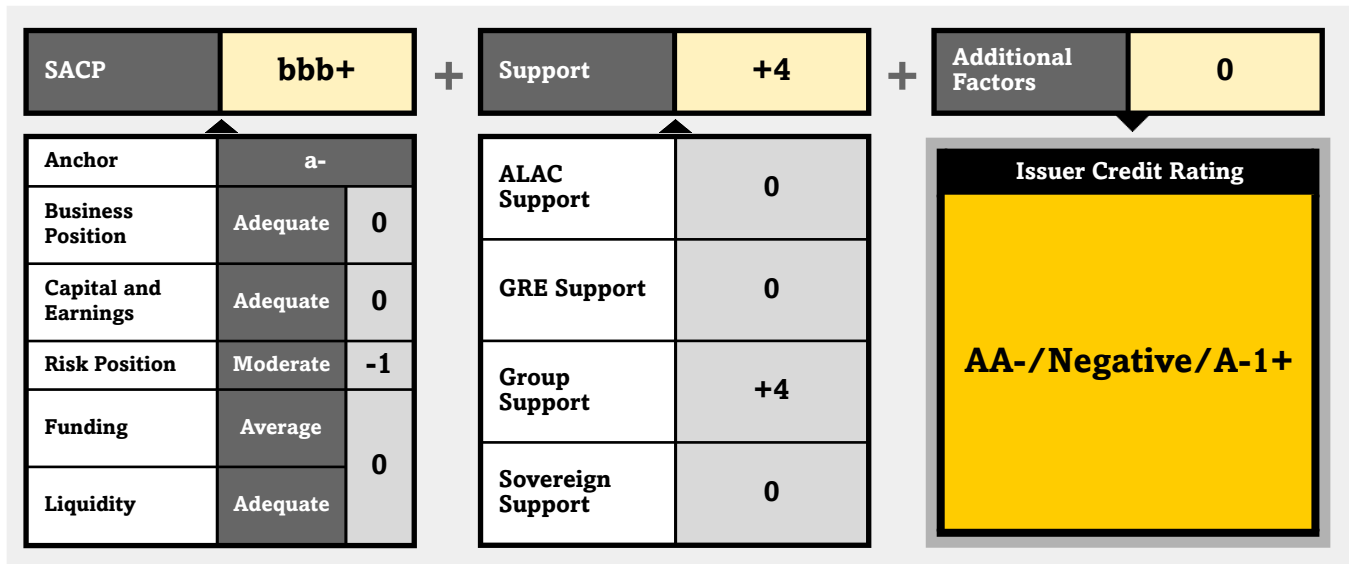 SACP
bbb+
+
Support
+4
+
Additional
Factors
0
Anchor
a-
Business
Position
Adequate
0
Capital and
Earnings
Adequate
0
Risk Position
Moderate
-1
Funding
Average
0
Liquidity
Adequate
ALAC
Support
0
GRE Support
0
Group
Support
+4
Sovereign
Support
0
Issuer Credit Rating
AA-/Negative/A-1+